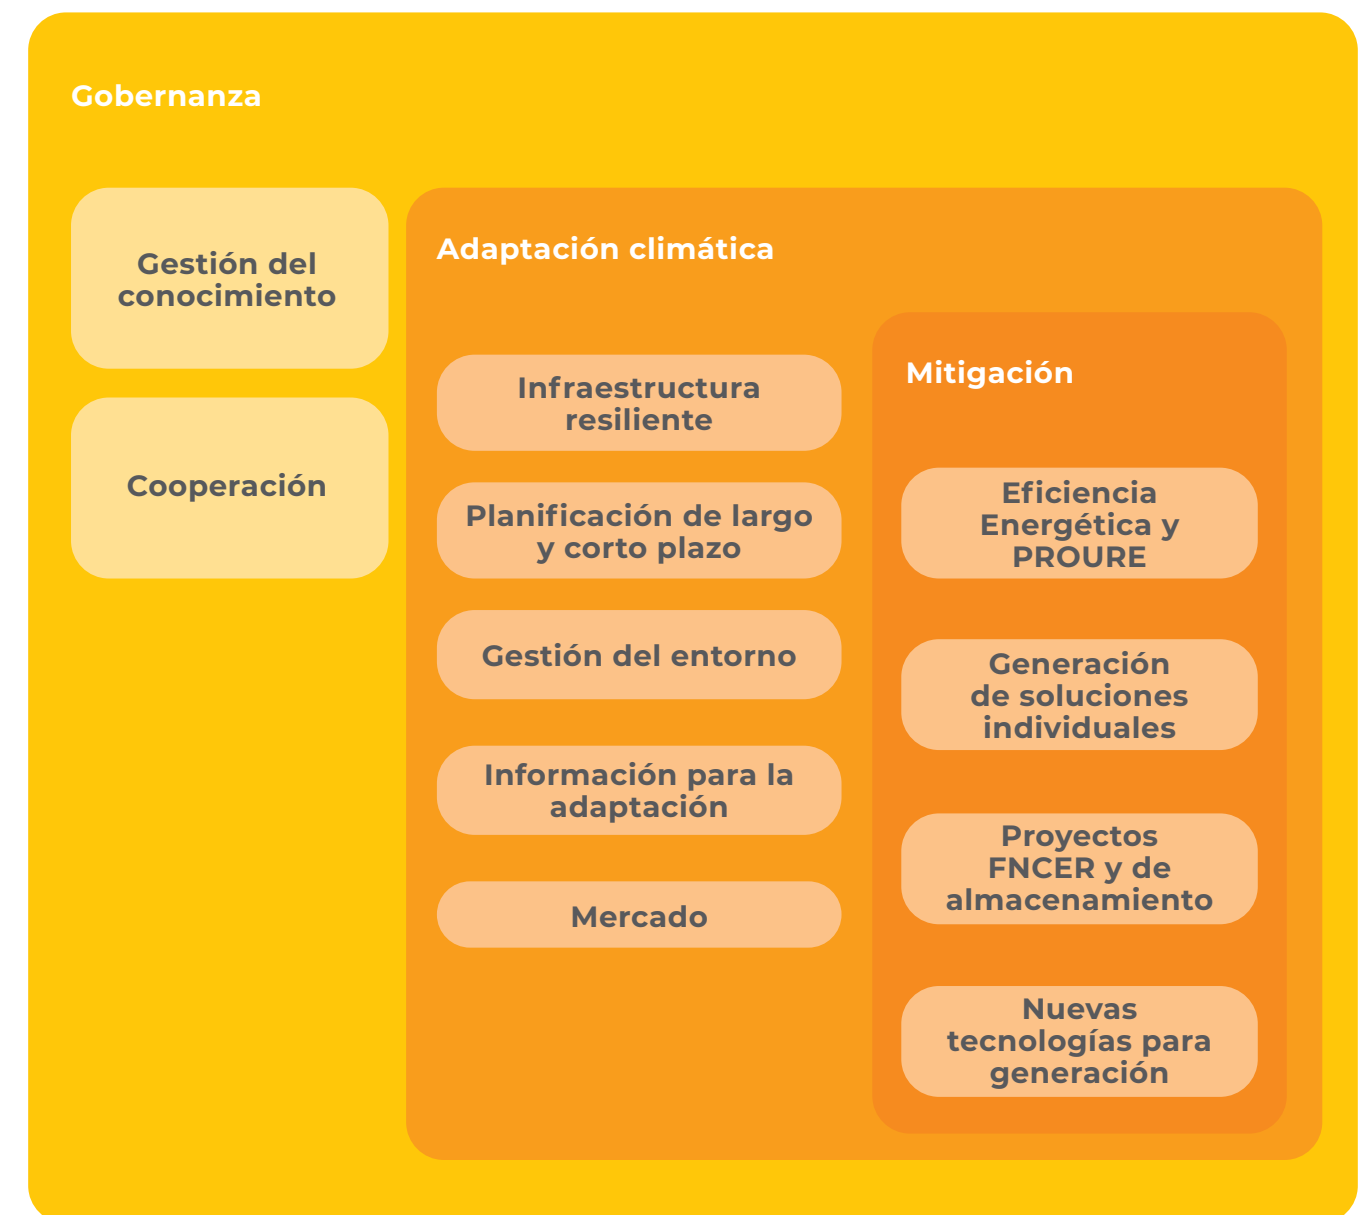 Gobernanza
Gestión del
conocimiento
Cooperación
Adaptación climática
Infraestructura
resiliente
Planificación de largo
y corto plazo
Gestión del entorno
Información para la
adaptación
Mercado
Mitigación
Eficiencia
Energética y
PROURE
Generación
de soluciones
individuales
Proyectos
FNCER y de
almacenamiento
Nuevas
tecnologías para
generación